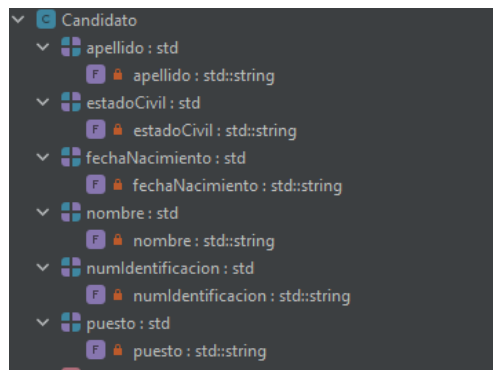 C Candidato
apellido : std
F apellido : std::string
estadoCivil : std
F estadoCivil : std::string
fechaNacimiento : std
F fechaNacimiento : std::string
nombre : std
F nombre : std::string
numIdentificacion : std
F numIdentificacion : std::string
puesto : std
F puesto : std::string